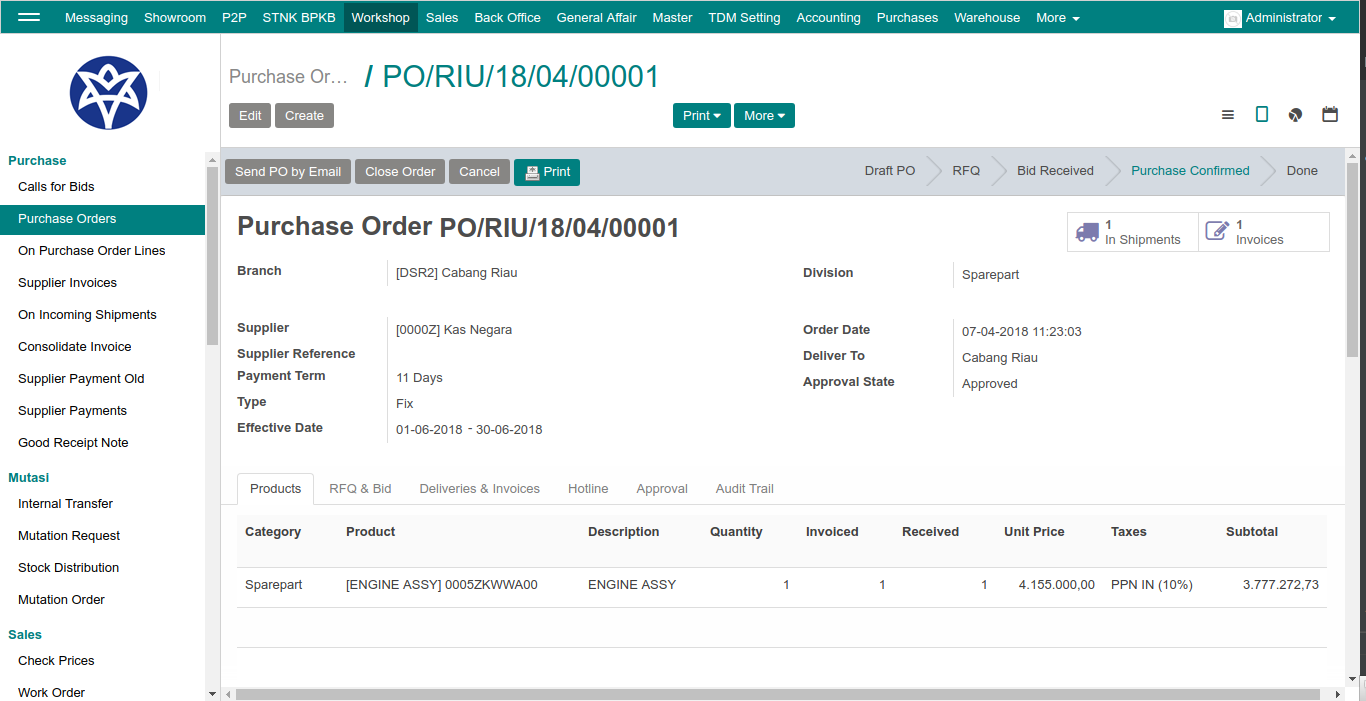 Messaging Showroom P2P STNK BPKB Workshop Sales Back Office General Affair Master TDM Setting Accounting Purchases Warehouse More Administrator
Purchase Or... / PO/RIU/18/04/00001
Edit Create Print More
Purchase
Calls for Bids
Purchase Orders
On Purchase Order Lines
Supplier Invoices
On Incoming Shipments
Consolidate Invoice
Supplier Payment Old
Supplier Payments
Good Receipt Note
Mutasi
Internal Transfer
Mutation Request
Stock Distribution
Mutation Order
Sales
Check Prices
Work Order
Send PO by Email Close Order Cancel Print Draft PO RFQ Bid Received Purchase Confirmed Done
Purchase Order PO/RIU/18/04/00001
1 In Shipments
1 Invoices
Branch [DSR2] Cabang Riau
Division Sparepart
Supplier [0000Z] Kas Negara
Supplier Reference
Payment Term 11 Days
Type Fix
Effective Date 01-06-2018 - 30-06-2018
Order Date 07-04-2018 11:23:03
Deliver To Cabang Riau
Approval State Approved
Products RFQ & Bid Deliveries & Invoices Hotline Approval Audit Trail
Category Product Description Quantity Invoiced Received Unit Price Taxes Subtotal
Sparepart [ENGINE ASSY] 0005ZKWWA00 ENGINE ASSY 1 1 1 4.155.000,00 PPN IN (10%) 3.777.272,73